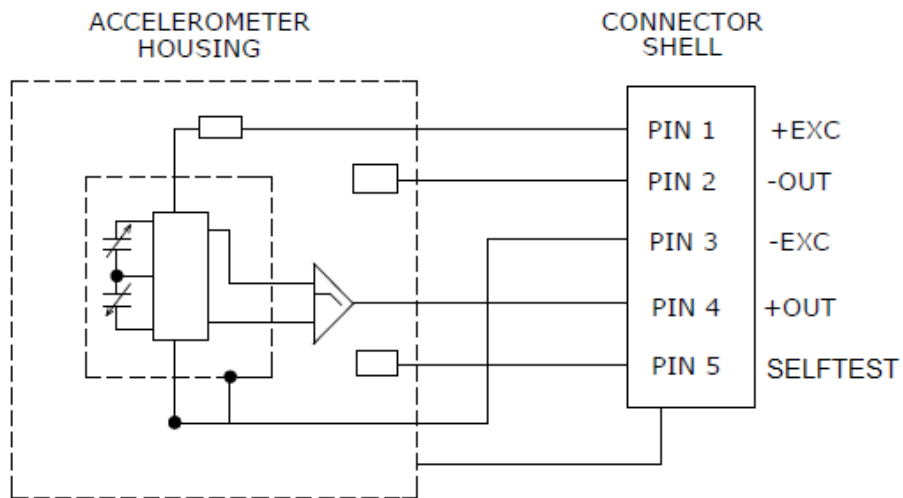 ACCELEROMETER
HOUSING
CONNECTOR
SHELL
PIN 1 +EXC
PIN 2 -OUT
PIN 3 -EXC
PIN 4 +OUT
PIN 5 SELFTEST